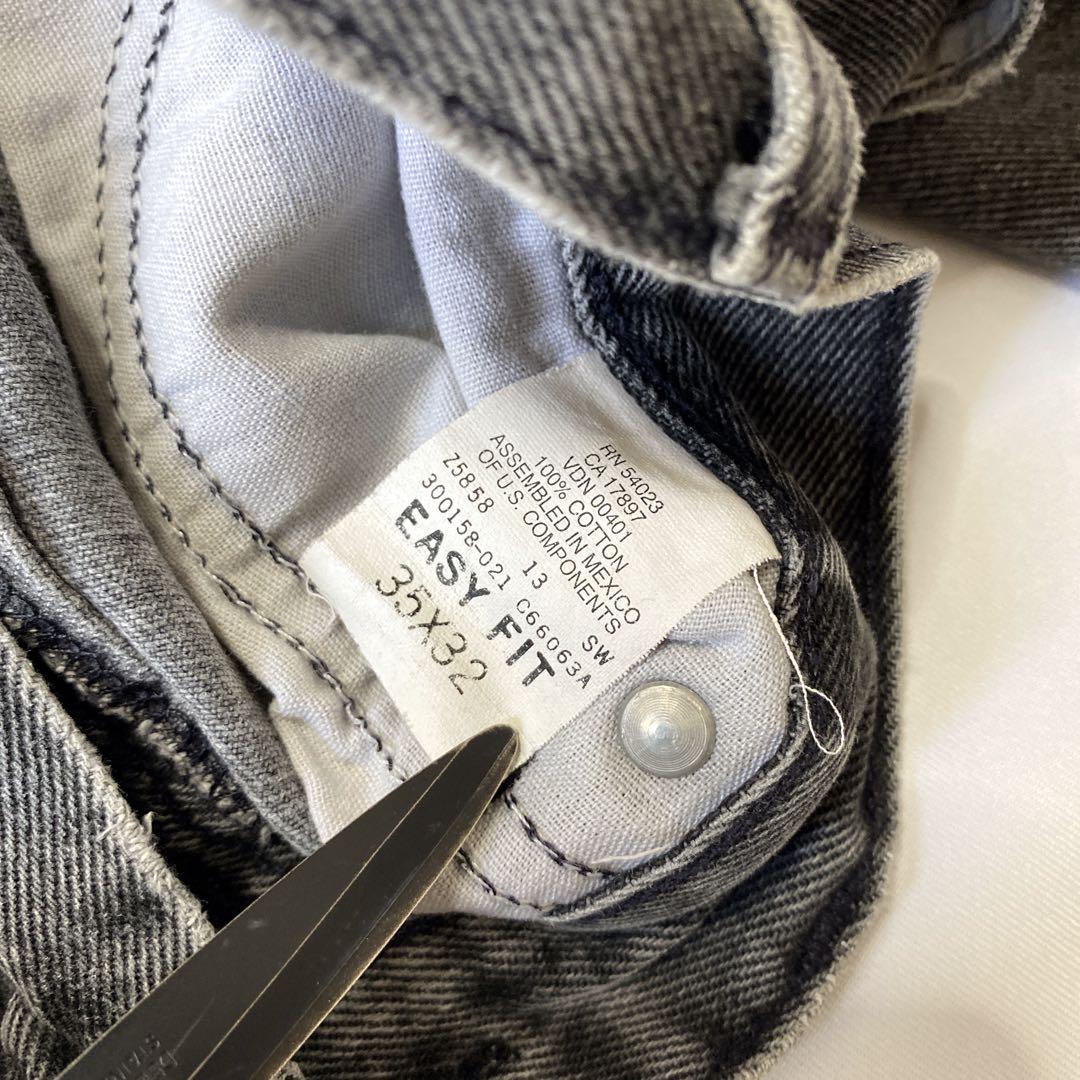 RN 54023
CA 17897
VDN 00401
100% COTTON
ASSEMBLED IN MEXICO
OF U.S. COMPONENTS
Z5858 13 SW
300158-021 C66063A
EASY FIT
35X32